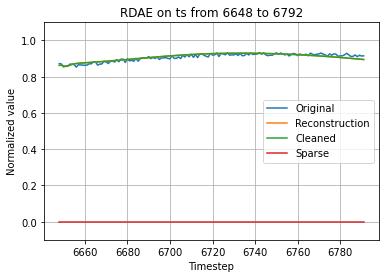 RDAE on ts from 6648 to 6792
Normalized value
1.0
0.8
0.6
0.4
0.2
0.0
Original
Reconstruction
Cleaned
Sparse
6660 6680 6700 6720 6740 6760 6780
Timestep